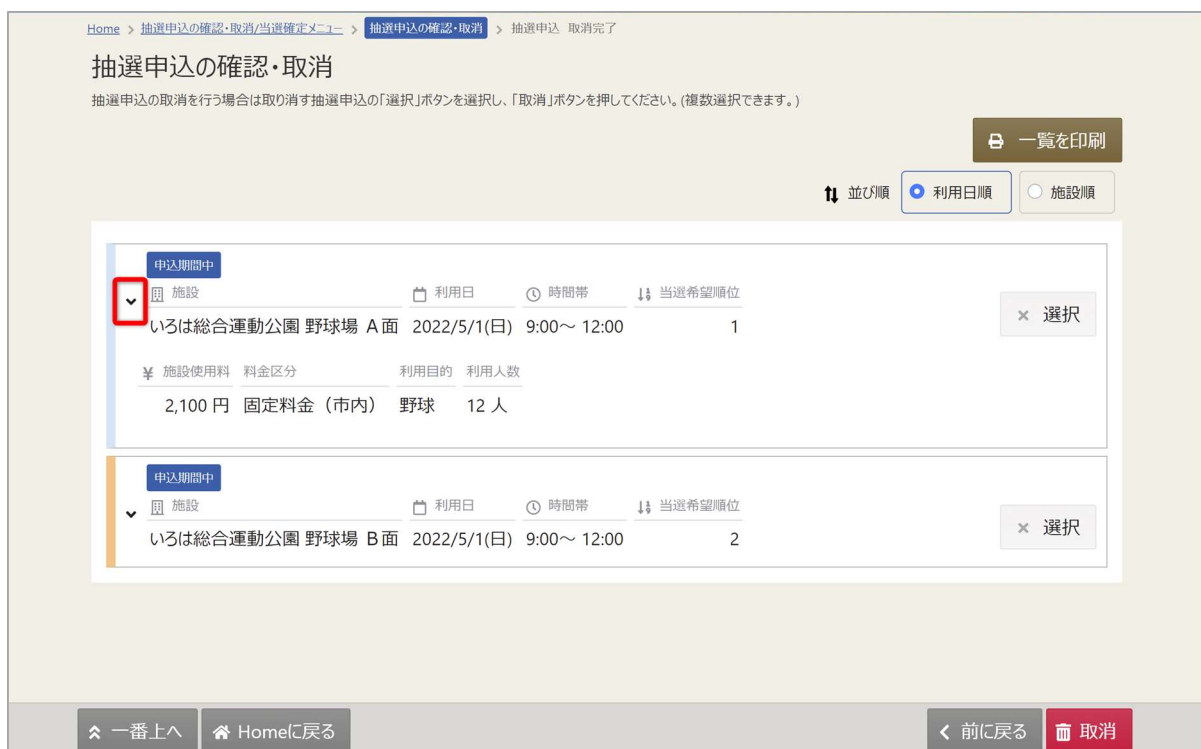 Home > 抽選申込の確認・取消/当選確定メニュー > 抽選申込の確認・取消 > 抽選申込 取消完了
抽選申込の確認・取消
抽選申込の取消を行う場合は取り消す抽選申込の「選択」ボタンを選択し、「取消」ボタンを押してください。(複数選択できます。)
一覧を印刷
並び順 利用日順 施設順
申込期間中
施設 利用日 時間帯 当選希望順位
いろは総合運動公園 野球場 A面 2022/5/1(日) 9:00~ 12:00 1
× 選択
¥ 施設使用料 料金区分 利用目的 利用人数
2,100 円 固定料金(市内) 野球 12 人
申込期間中
施設 利用日 時間帯 当選希望順位
いろは総合運動公園 野球場 B面 2022/5/1(日) 9:00~ 12:00 2
× 選択
一番上へ Homeに戻る 前に戻る 取消